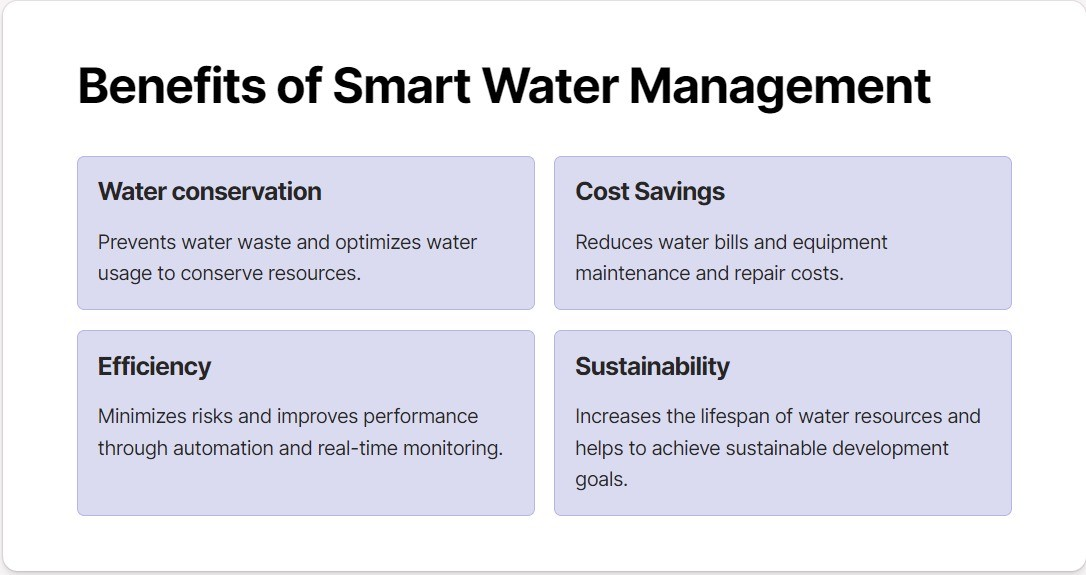 Benefits of Smart Water Management
Water conservation
Prevents water waste and optimizes water
usage to conserve resources.
Cost Savings
Reduces water bills and equipment
maintenance and repair costs.
Efficiency
Minimizes risks and improves performance
through automation and real-time monitoring.
Sustainability
Increases the lifespan of water resources and
helps to achieve sustainable development
goals.